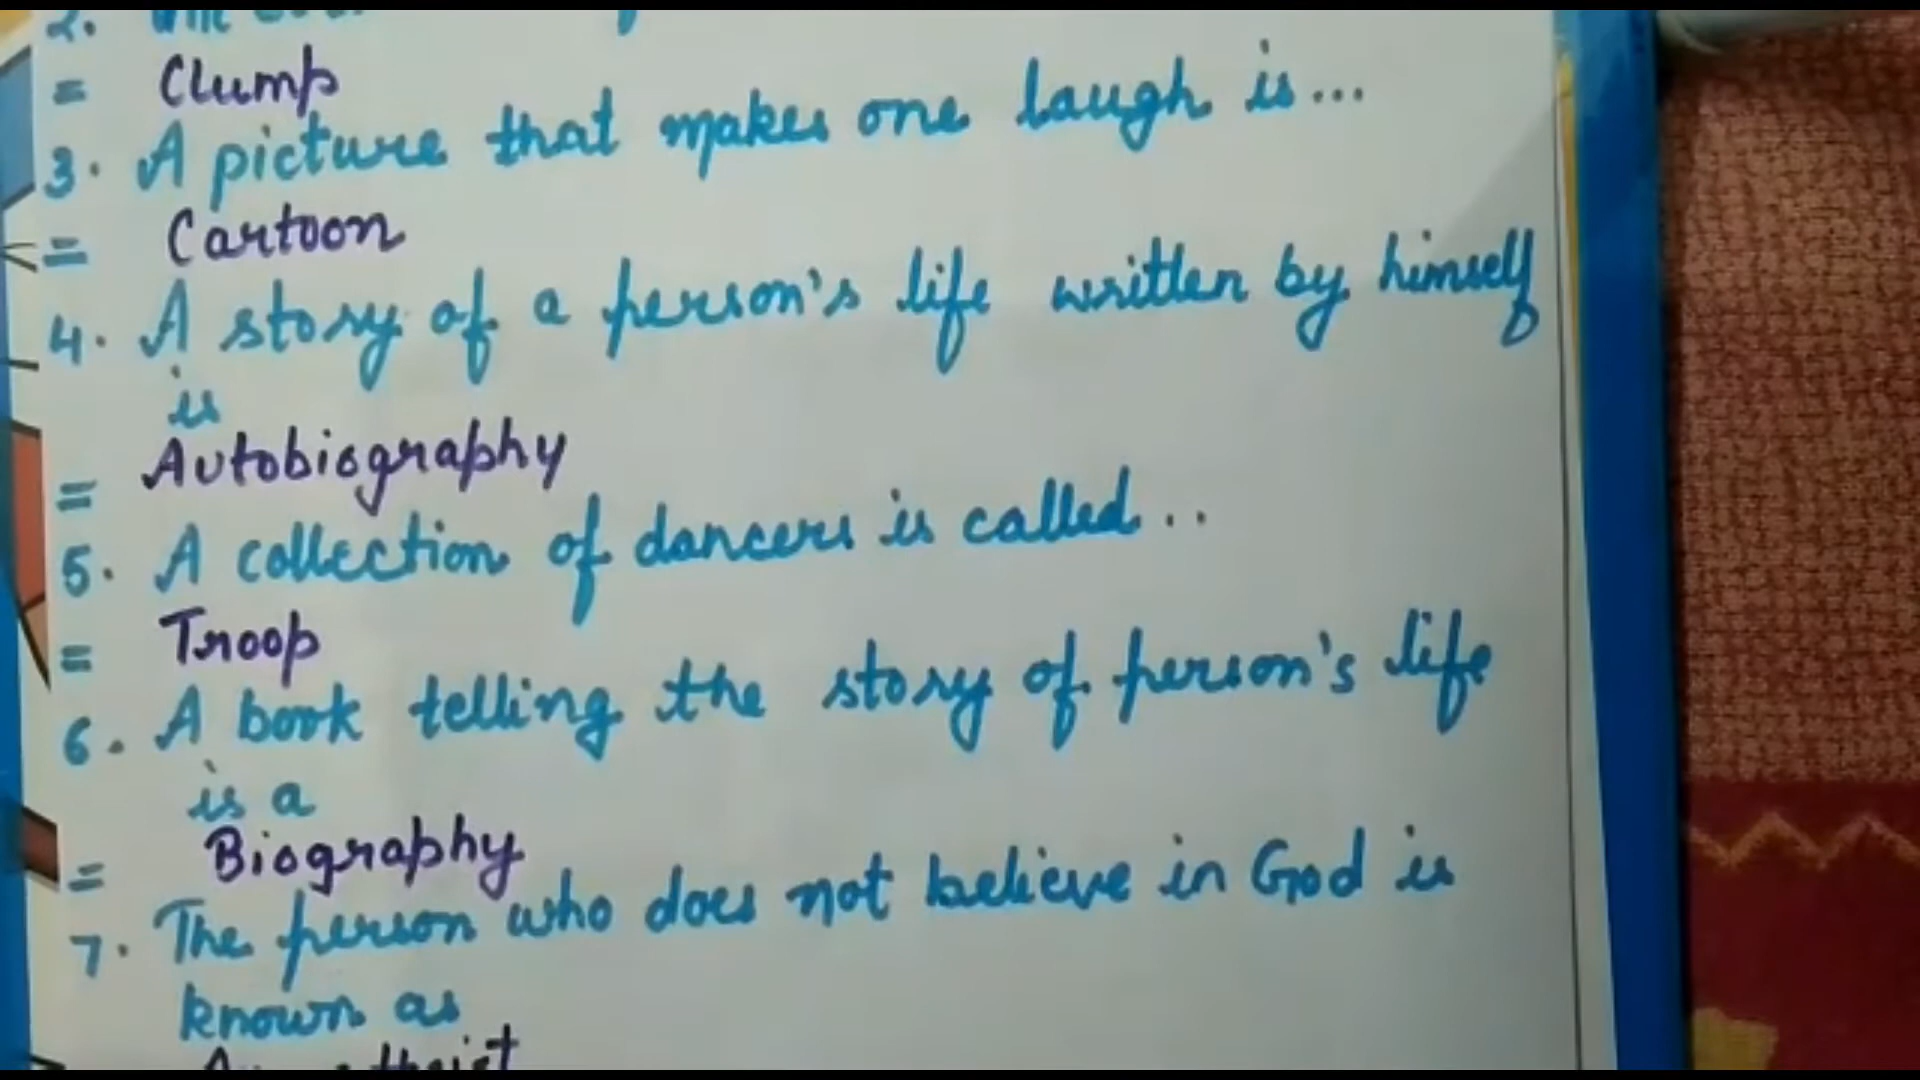 2.
= Clump
3. A picture that makes one laugh is...
= Cartoon
4. A story of a person's life written by himself
is
= Autobiography
5. A collection of dancers is called..
= Troop
6. A book telling the story of person's life
is a
= Biography
7. The person who does not believe in God is
known as